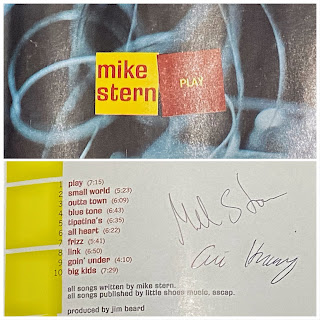 mike
stern
PLAY
1 play (7:15)
2 small world (5:23)
3 outta town (6:09)
4 blue tone (6:43)
5 tipatina's (6:35)
6 all heart (6:22)
7 frizz (5:41)
8 link (6:50)
9 goin' under (4:10)
10 big kids (7:29)
all songs written by mike stern.
all songs published by little shoes music, ascap.
produced by jim beard